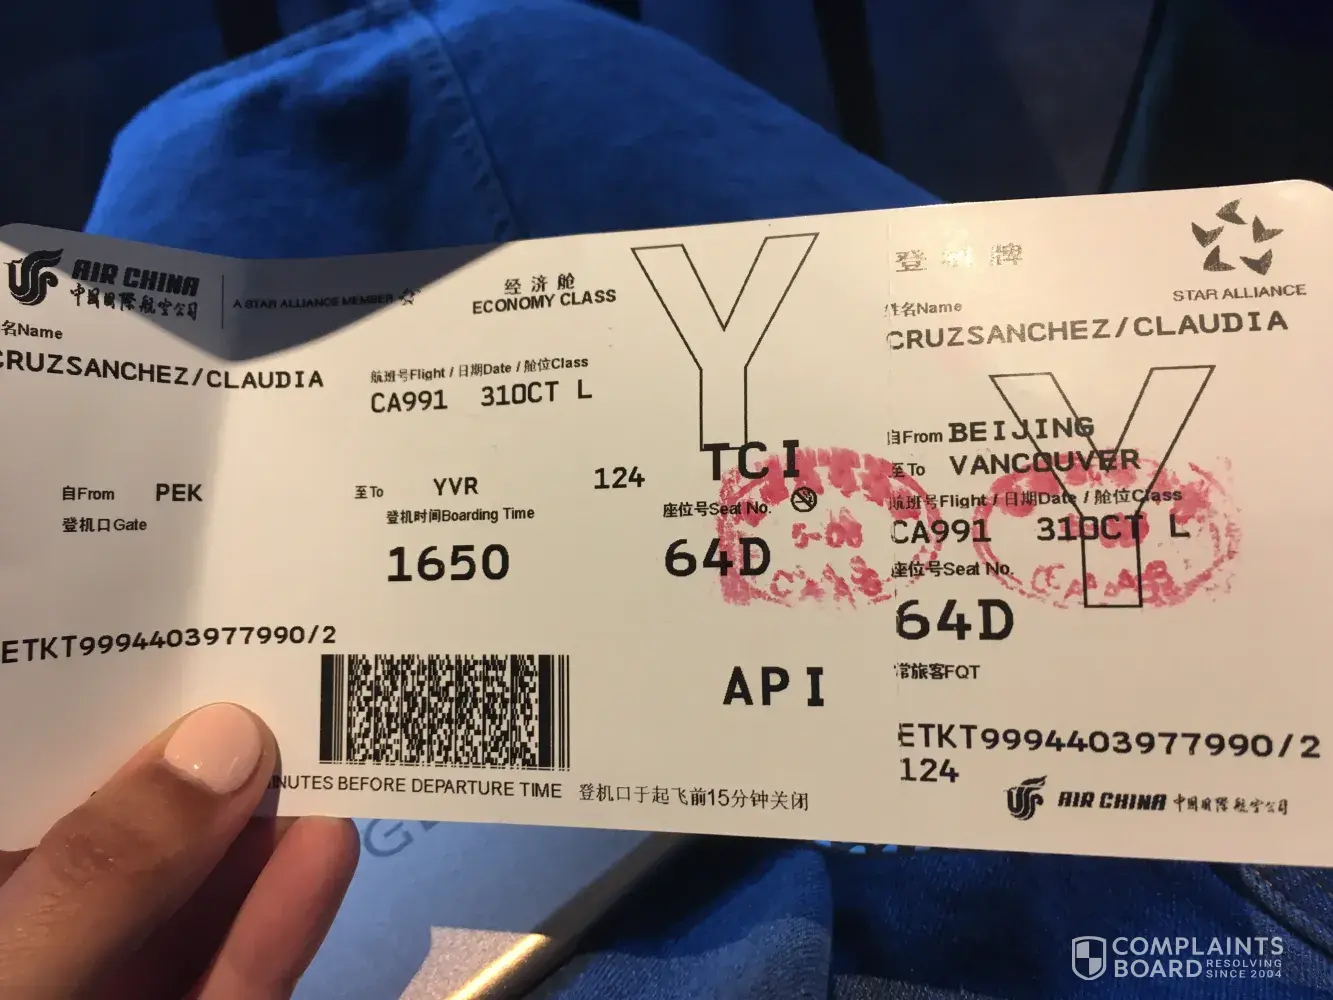 AIR CHINA
中国国际航空公司
A STAR ALLIANCE MEMBER
经济舱
ECONOMY CLASS
Y
名Name
CRUZSANCHEZ/CLAUDIA
航班号Flight / 日期Date / 舱位Class
CA991 31OCT L
自From PEK
至To YVR
124
TCI
登机口Gate
登机时间Boarding Time
座位号Seat No.
1650
64D
5-08
ETKT9994403977990/2
API
MINUTES BEFORE DEPARTURE TIME 登机口于起飞前15分钟关闭
登 牌
STAR ALLIANCE
姓名Name
CRUZSANCHEZ/CLAUDIA
Y
自From BEIJING
至To VANCOUVER
航班号Flight / 日期Date / 舱位Class
CA991 31OCT L
座位号Seat No.
64D
常旅客FQT
ETKT9994403977990/2
124
AIR CHINA 中国国际航空公司
COMPLAINTS
BOARD RESOLVING
SINCE 2004